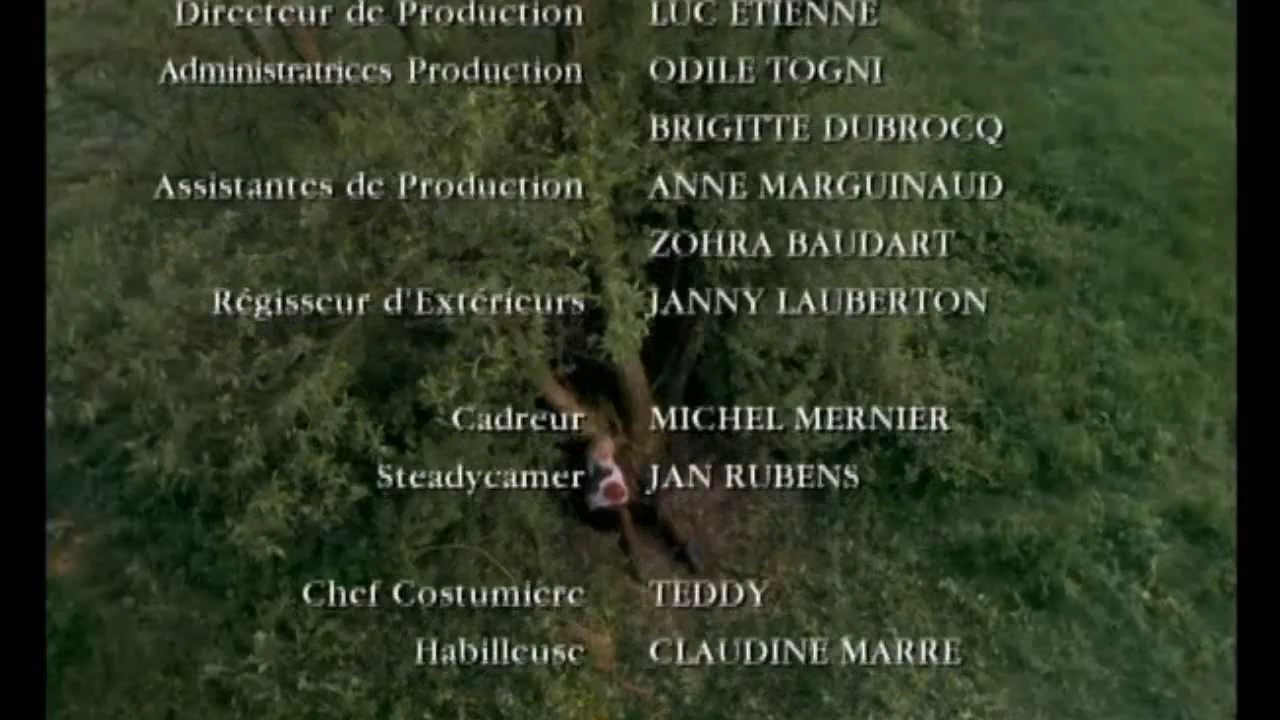 Directeur de Production LUC ETIENNE
Administratrices Production ODILE TOGNI
BRIGITTE DUBROCQ
Assistantes de Production ANNE MARGUINAUD
ZOHRA BAUDART
Régisseur d'Extérieurs JANNY LAUBERTON
Cadreur MICHEL MERNIER
Steadycamer JAN RUBENS
Chef Costumière TEDDY
Habilleuse CLAUDINE MARRE